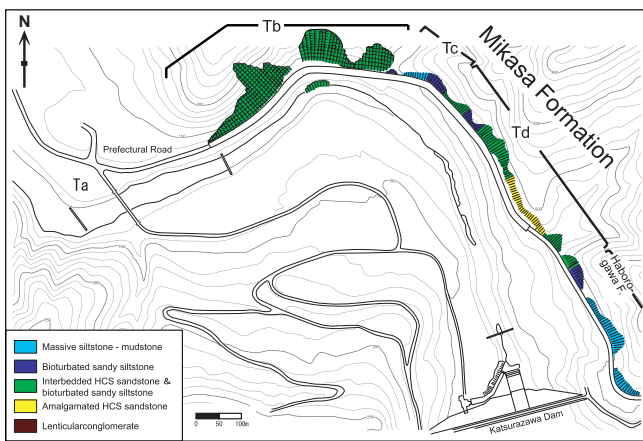 N
Tb
Tc
Mikasa Formation
Td
Prefectural Road
Ta
Haboro-
gawa F.
Massive siltstone - mudstone
Bioturbated sandy siltstone
Interbedded HCS sandstone &
bioturbated sandy siltstone
Amalgamated HCS sandstone
Lenticularconglomerate
0 50 100m
Katsurazawa Dam